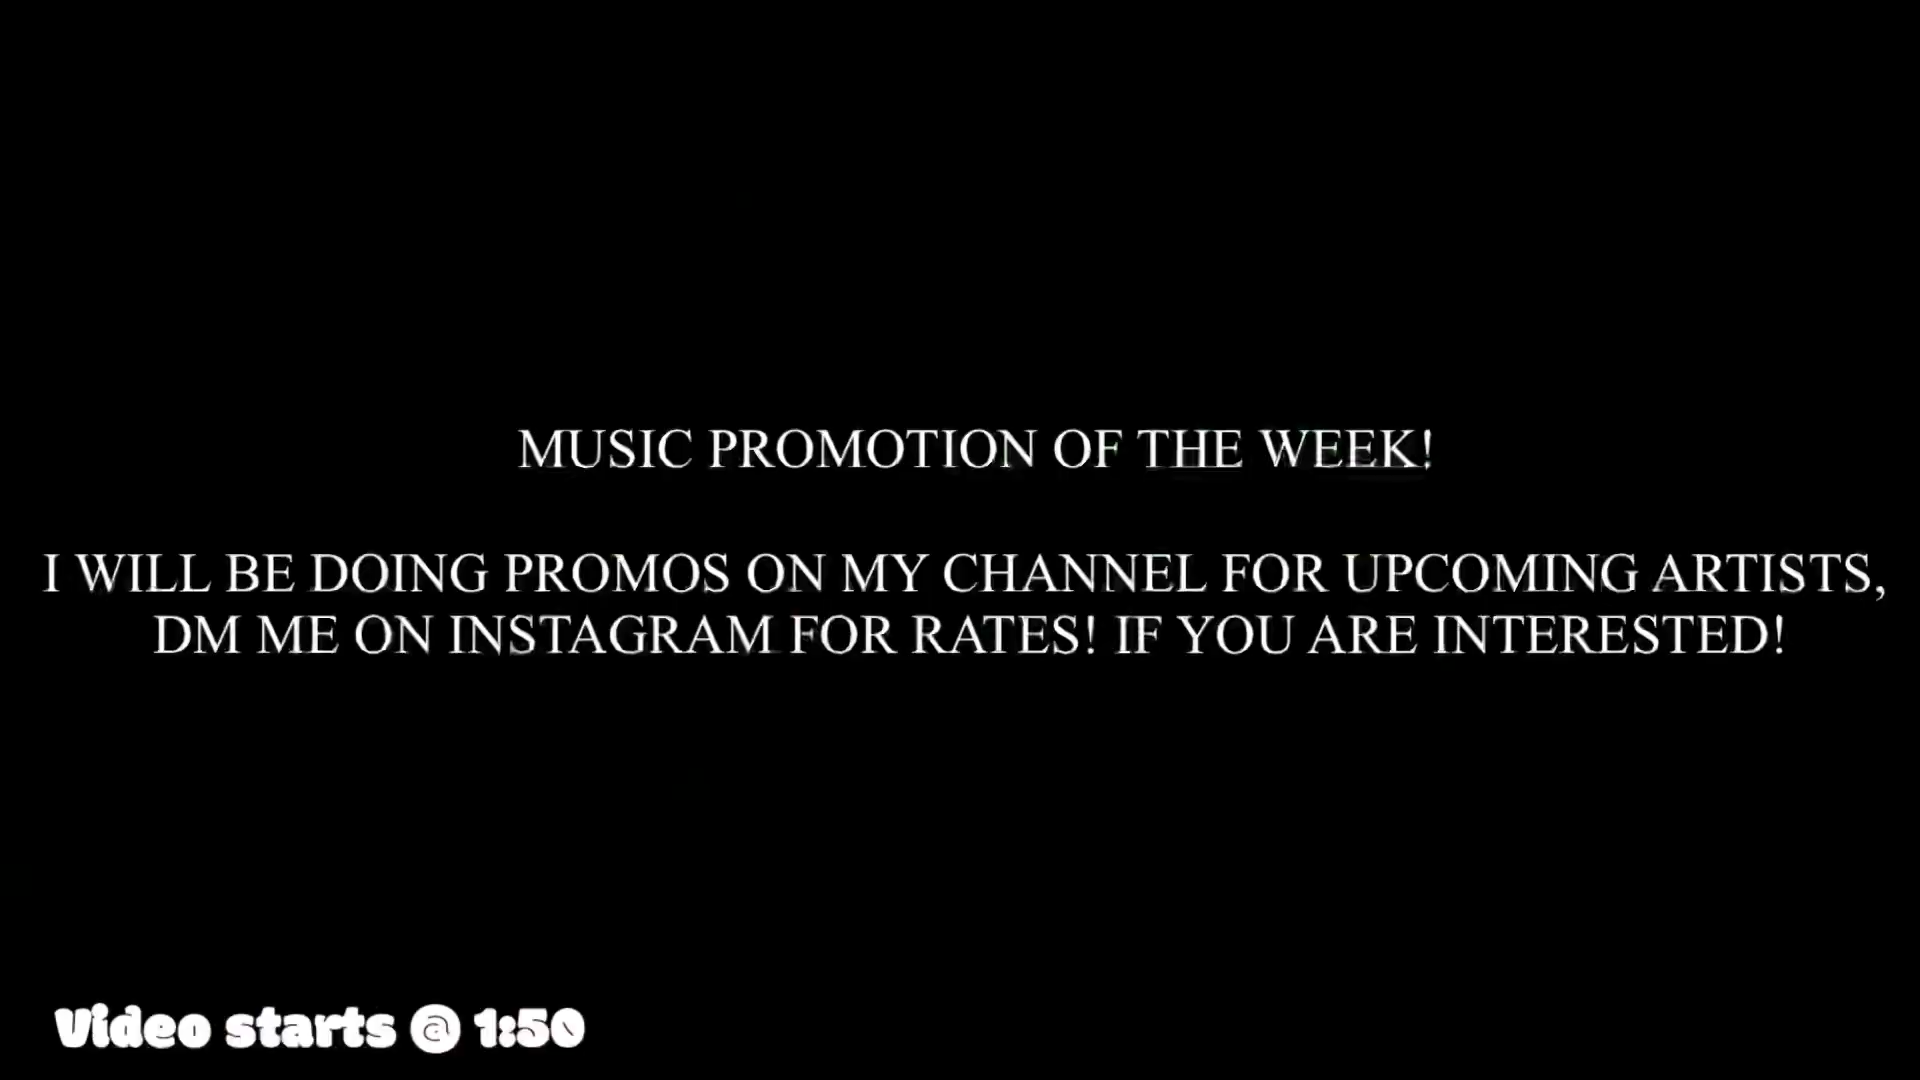 MUSIC PROMOTION OF THE WEEK!
I WILL BE DOING PROMOS ON MY CHANNEL FOR UPCOMING ARTISTS,
DM ME ON INSTAGRAM FOR RATES! IF YOU ARE INTERESTED!
Video starts @ 1:50